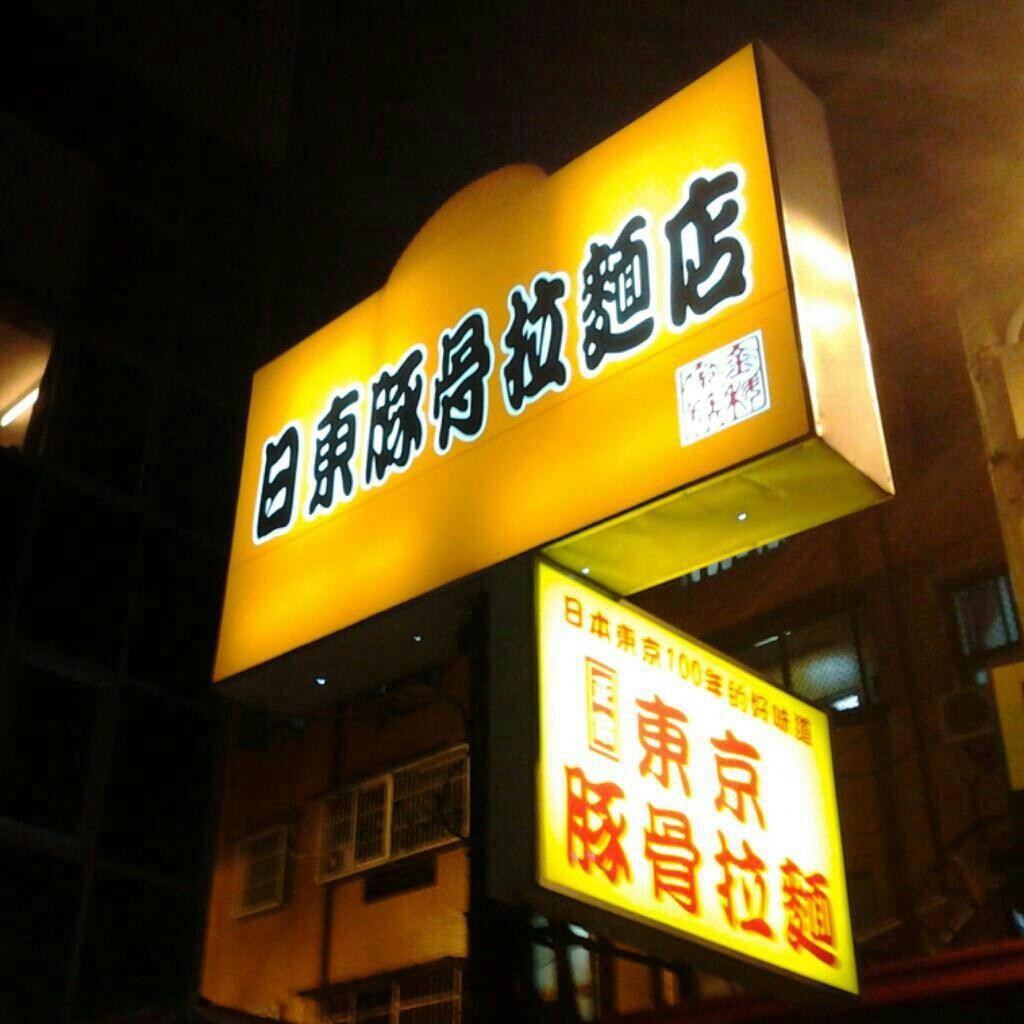 日東豚骨拉麵店
日本東京100年的好味道
東京
豚骨拉麵